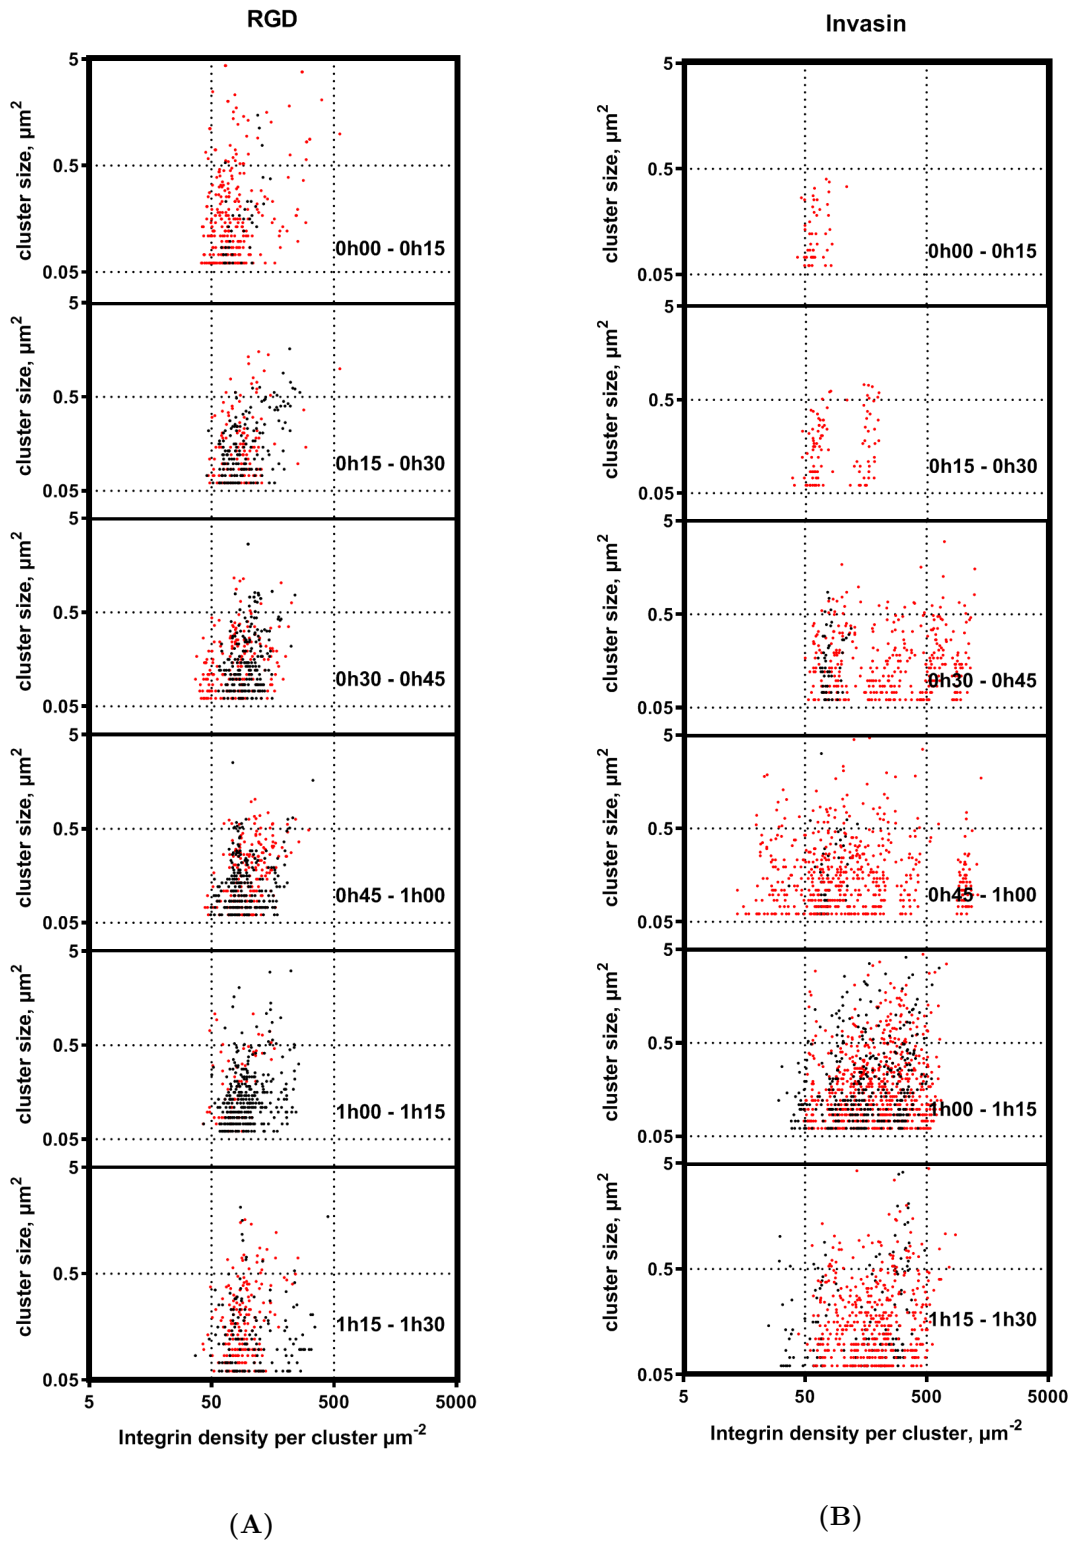 RGD
5
cluster size, µm²
0.5
0h00 - 0h15
0.05
5
cluster size, µm²
0.5
0h15 - 0h30
0.05
5
cluster size, µm²
0.5
0h30 - 0h45
0.05
5
cluster size, µm²
0.5
0h45 - 1h00
0.05
5
cluster size, µm²
0.5
1h00 - 1h15
0.05
5
cluster size, µm²
0.5
1h15 - 1h30
0.05
5 50 500 5000
Integrin density per cluster µm⁻²
(A)
Invasin
5
cluster size, µm²
0.5
0h00 - 0h15
0.05
5
cluster size, µm²
0.5
0h15 - 0h30
0.05
5
cluster size, µm²
0.5
0h30 - 0h45
0.05
5
cluster size, µm²
0.5
0h45 - 1h00
0.05
5
cluster size, µm²
0.5
1h00 - 1h15
0.05
5
cluster size, µm²
0.5
1h15 - 1h30
0.05
5 50 500 5000
Integrin density per cluster, µm⁻²
(B)